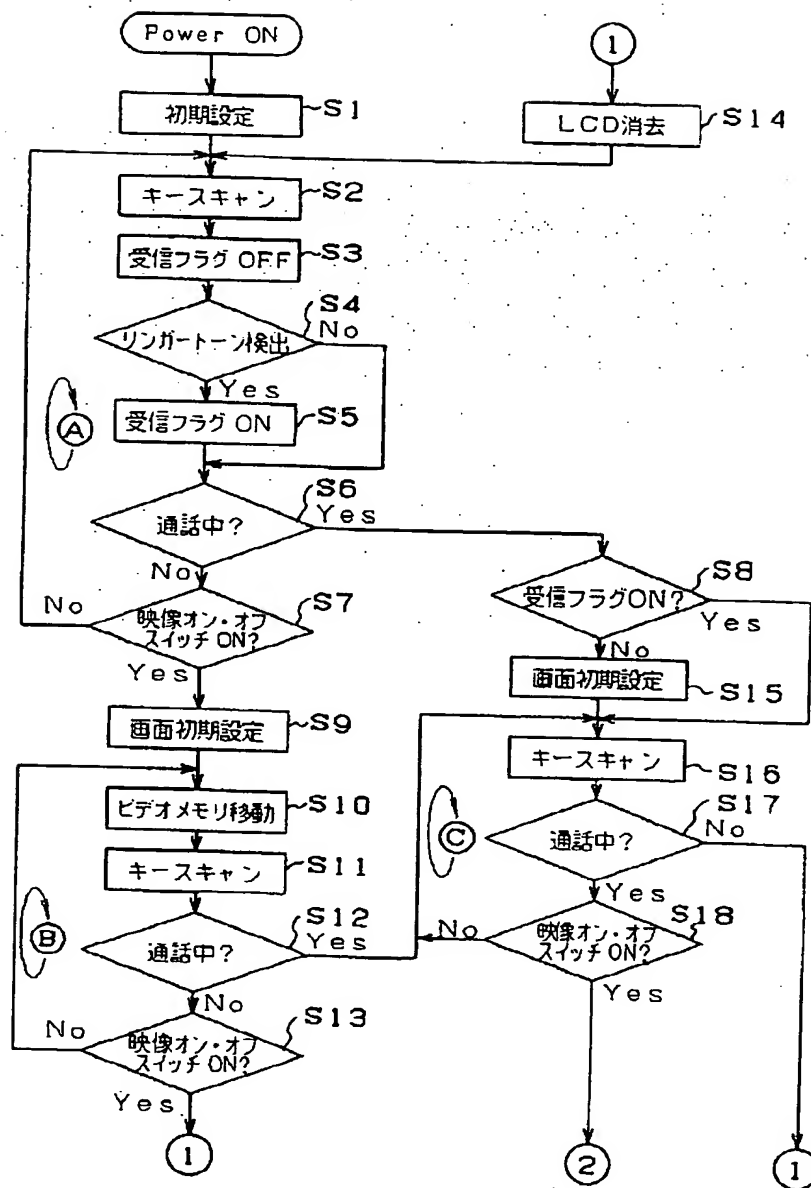 Power ON
初期設定
S1
キースキャン
S2
受信フラグ OFF
S3
リンガートーン検出
S4
No
Yes
受信フラグ ON
S5
A
通話中?
S6
Yes
No
映像オン・オフ
スイッチ ON?
S7
No
Yes
画面初期設定
S9
ビデオメモリ移動
S10
キースキャン
S11
B
通話中?
S12
Yes
No
映像オン・オフ
スイッチ ON?
S13
No
Yes
1
1
LCD消去
S14
受信フラグON?
S8
Yes
No
画面初期設定
S15
キースキャン
S16
C
通話中?
S17
No
Yes
映像オン・オフ
スイッチ ON?
S18
No
Yes
2
1